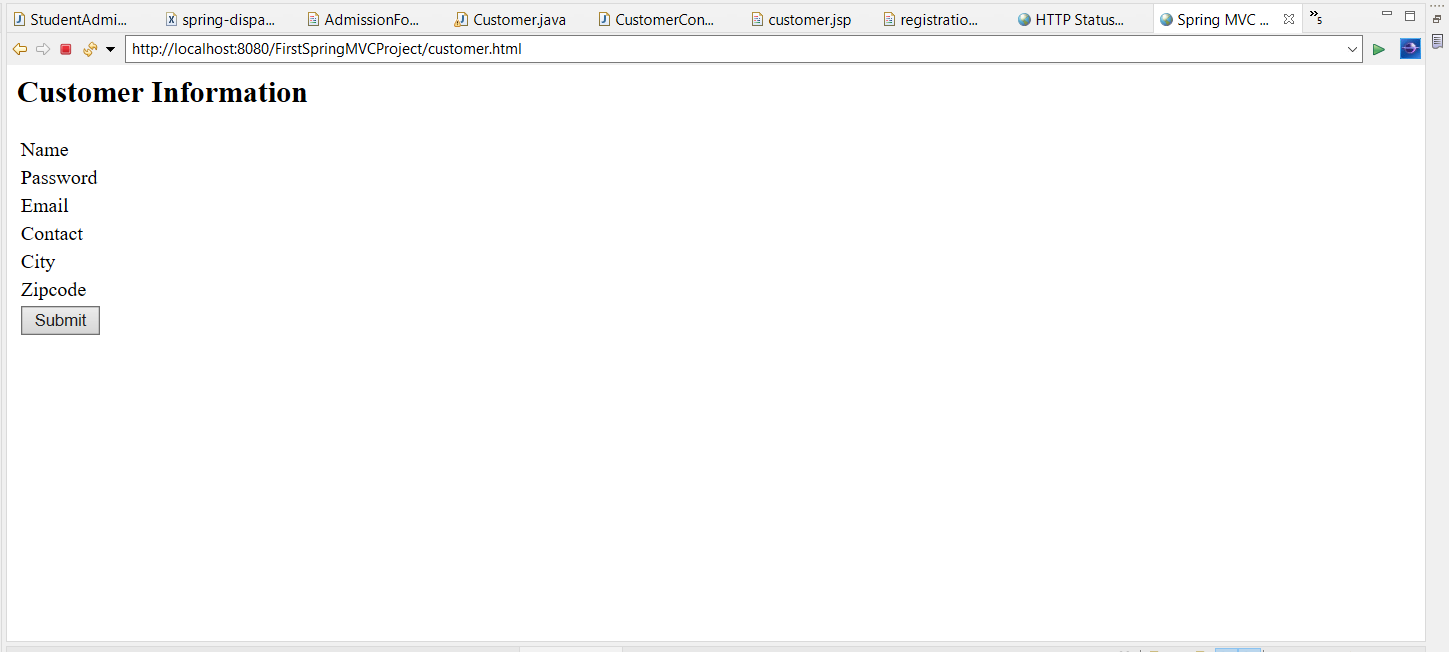 StudentAdmi... spring-dispa... AdmissionFo... Customer.java CustomerCon... customer.jsp registratio... HTTP Status... Spring MVC ... »5
http://localhost:8080/FirstSpringMVCProject/customer.html
Customer Information
Name
Password
Email
Contact
City
Zipcode
Submit